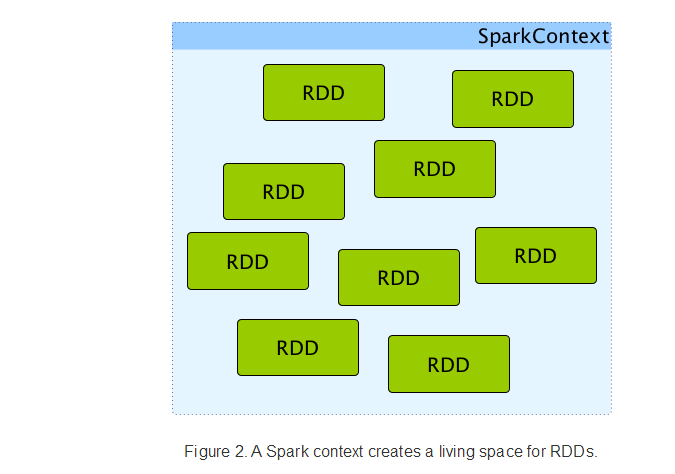 SparkContext
RDD
RDD
RDD
RDD
RDD
RDD
RDD
RDD
RDD
Figure 2. A Spark context creates a living space for RDDs.